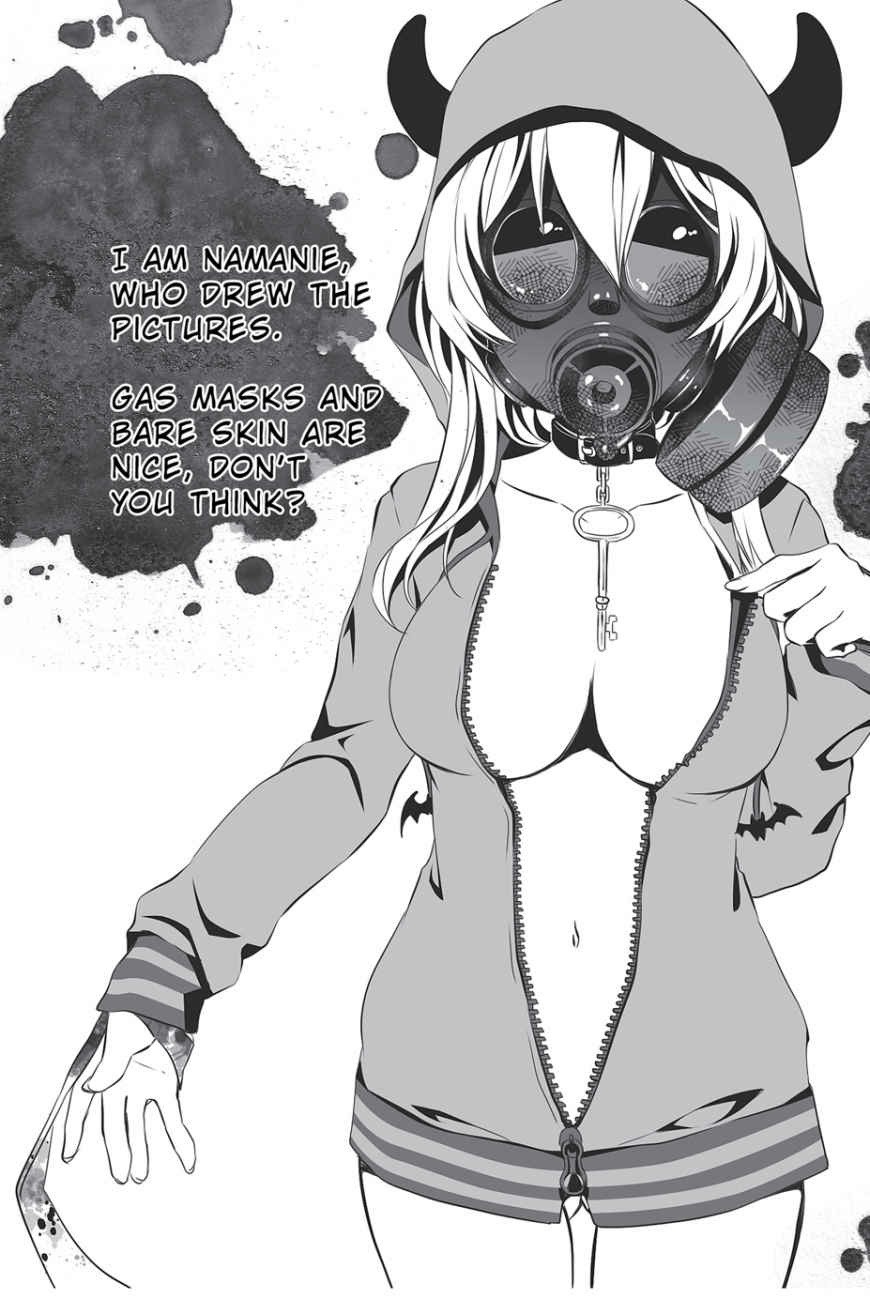 I AM NAMANIE,
WHO DREW THE
PICTURES.
GAS MASKS AND
BARE SKIN ARE
NICE, DON'T
YOU THINK?